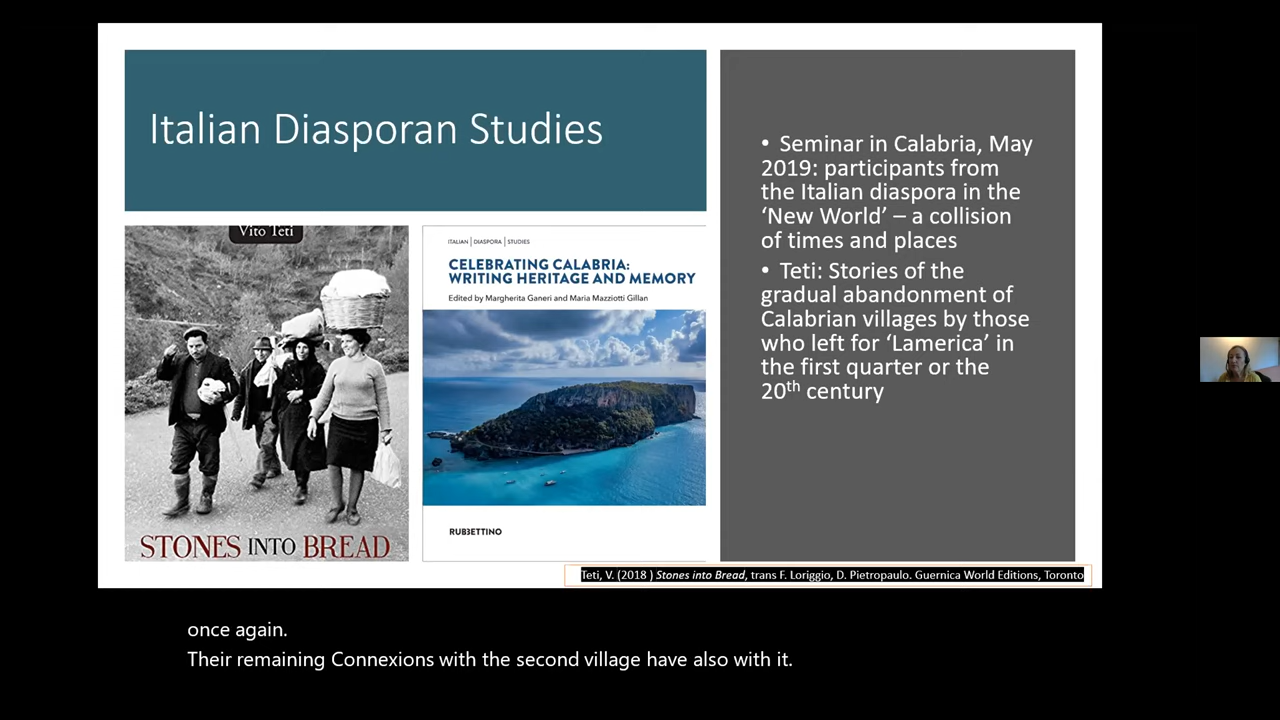 Italian Diasporan Studies
Vito Teti
STONES INTO BREAD
ITALIAN | DIASPORA | STUDIES
CELEBRATING CALABRIA:
WRITING HERITAGE AND MEMORY
Edited by Margherita Ganeri and Maria Mazziotti Gillan
RUBBETTINO
• Seminar in Calabria, May
2019: participants from
the Italian diaspora in the
‘New World’ – a collision
of times and places
• Teti: Stories of the
gradual abandonment of
Calabrian villages by those
who left for ‘Lamerica’ in
the first quarter or the
20th century
Teti, V. (2018 ) Stones into Bread, trans F. Loriggio, D. Pietropaulo. Guernica World Editions, Toronto
once again.
Their remaining Connexions with the second village have also with it.